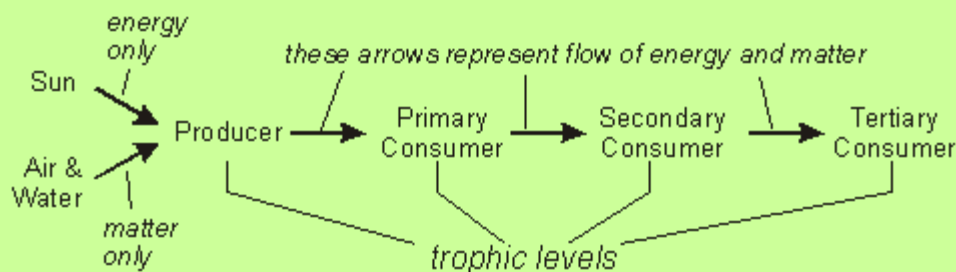 energy
only
these arrows represent flow of energy and matter
Sun
Producer
Primary
Consumer
Secondary
Consumer
Tertiary
Consumer
Air &
Water
matter
only
trophic levels